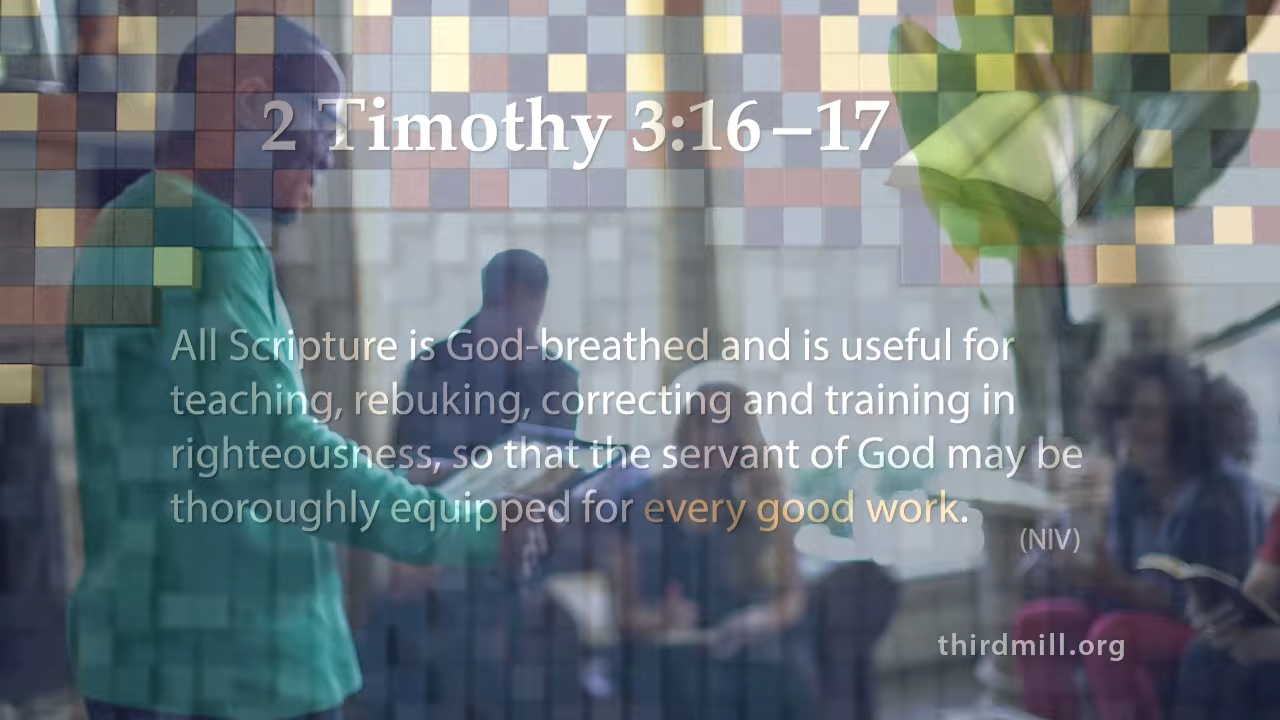 2 Timothy 3:16–17
All Scripture is God-breathed and is useful for
teaching, rebuking, correcting and training in
righteousness, so that the servant of God may be
thoroughly equipped for every good work.
(NIV)
thirdmill.org